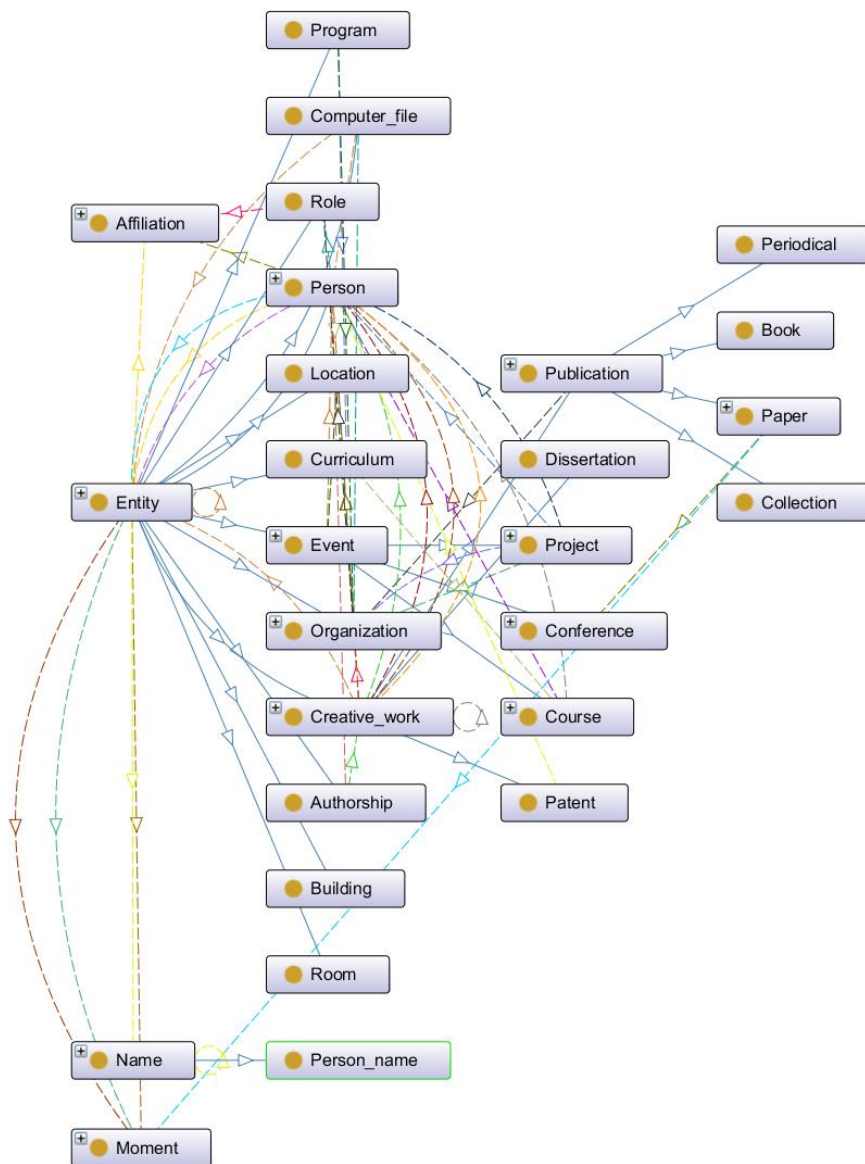 Program
Computer_file
Role
Affiliation
Periodical
Person
Book
Location
Publication
Paper
Curriculum
Dissertation
Entity
Collection
Event
Project
Organization
Conference
Creative_work
Course
Authorship
Patent
Building
Room
Name
Person_name
Moment